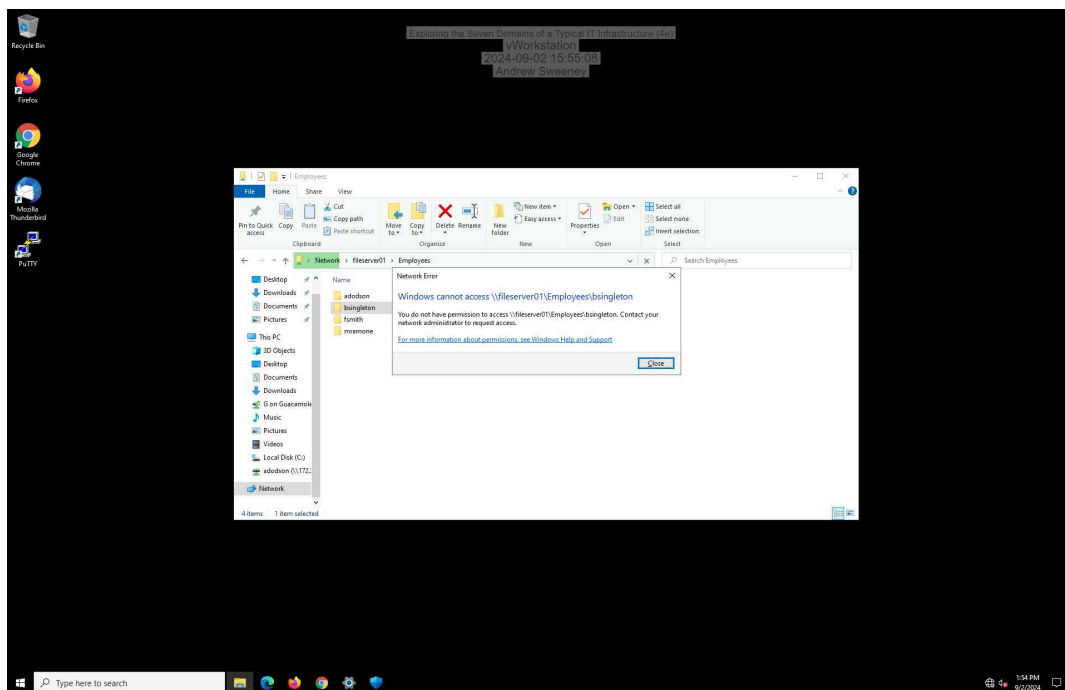 Exploring the Seven Domains of a Typical IT Infrastructure (4e)
vWorkstation
2024-09-02 15:55:08
Andrew Sweeney
Recycle Bin
Firefox
Google
Chrome
Mozilla
Thunderbird
PuTTY
Employees
File Home Share View
Pin to Quick
access
Copy
Paste
Cut
Copy path
Paste shortcut
Clipboard
Move
to
Copy
to
Delete
Rename
Organize
New
folder
New item
Easy access
New
Properties
Open
Edit
Open
Select all
Select none
Invert selection
Select
Network › fileserver01 › Employees
Search Employees
Desktop
Downloads
Documents
Pictures
This PC
3D Objects
Desktop
Documents
Downloads
G on Guacamole
Music
Pictures
Videos
Local Disk (C:)
adodson (\\172.
Network
Name
adodson
bsingleton
fsmith
mramone
Network Error
Windows cannot access \\fileserver01\Employees\bsingleton
You do not have permission to access \\fileserver01\Employees\bsingleton. Contact your
network administrator to request access.
For more information about permissions, see Windows Help and Support
Close
4 items 1 item selected
Type here to search
1:54 PM
9/2/2024